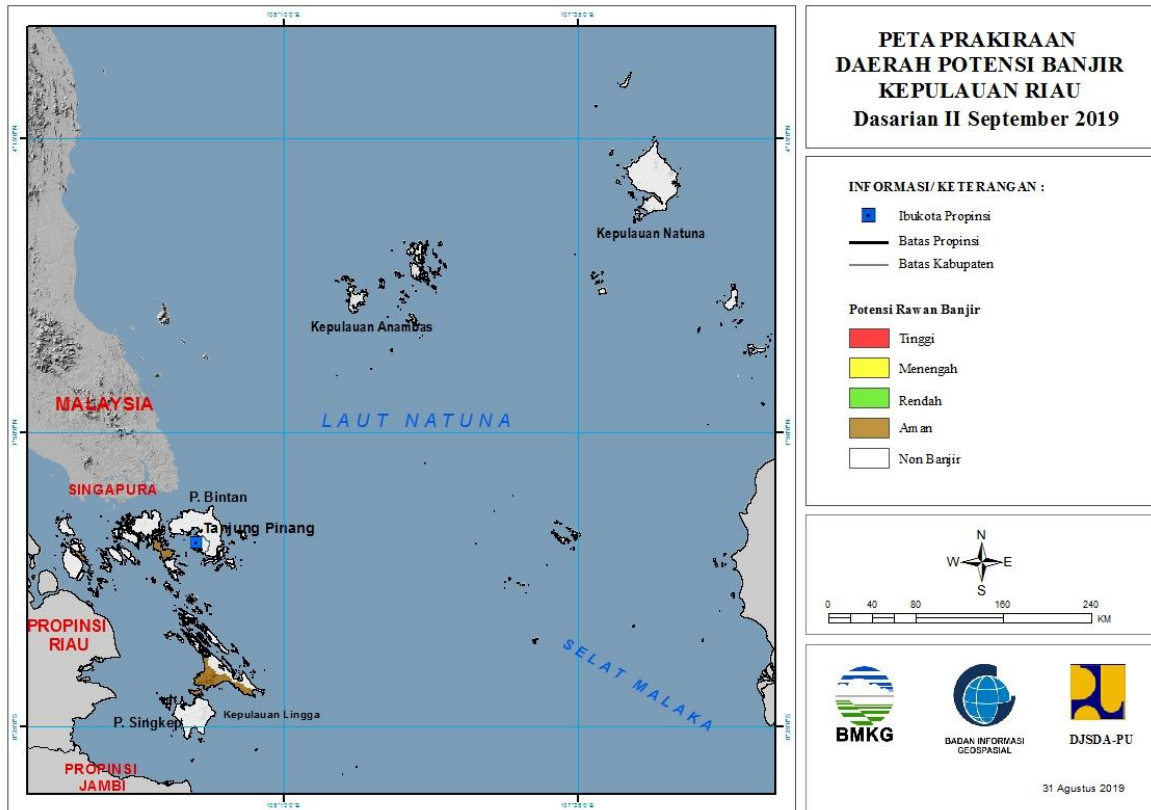 PETA PRAKIRAAN
DAERAH POTENSI BANJIR
KEPULAUAN RIAU
Dasarian II September 2019
INFORMASI/ KETERANGAN :
Ibukota Propinsi
Batas Propinsi
Batas Kabupaten
Potensi Rawan Banjir
Tinggi
Menengah
Rendah
Aman
Non Banjir
N
W E
S
0 40 80 160 240
KM
BMKG
BADAN INFORMASI
GEOSPASIAL
DJSDA-PU
31 Agustus 2019
Kepulauan Natuna
Kepulauan Anambas
MALAYSIA
LAUT NATUNA
SINGAPURA
P. Bintan
Tanjung Pinang
PROPINSI
RIAU
SELAT MALAKA
P. Singkep
Kepulauan Lingga
PROPINSI
JAMBI